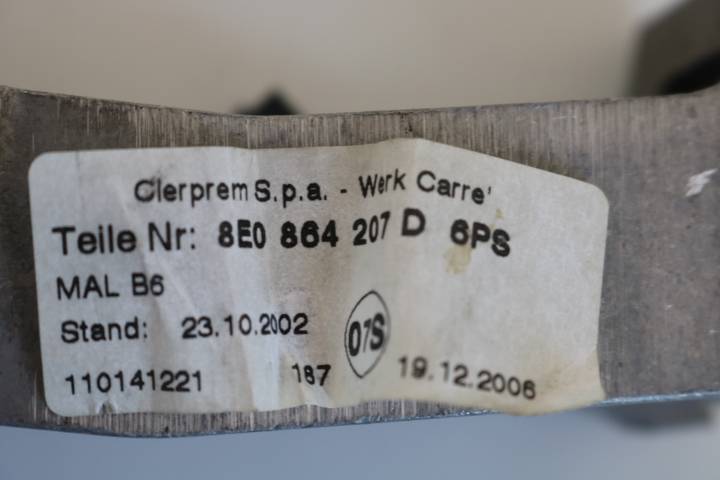 Clerprem S.p.a. - Werk Carre'
Teile Nr: 8E0 864 207 D 6PS
MAL B6
Stand: 23.10.2002 07S
110141221 187 19.12.2006